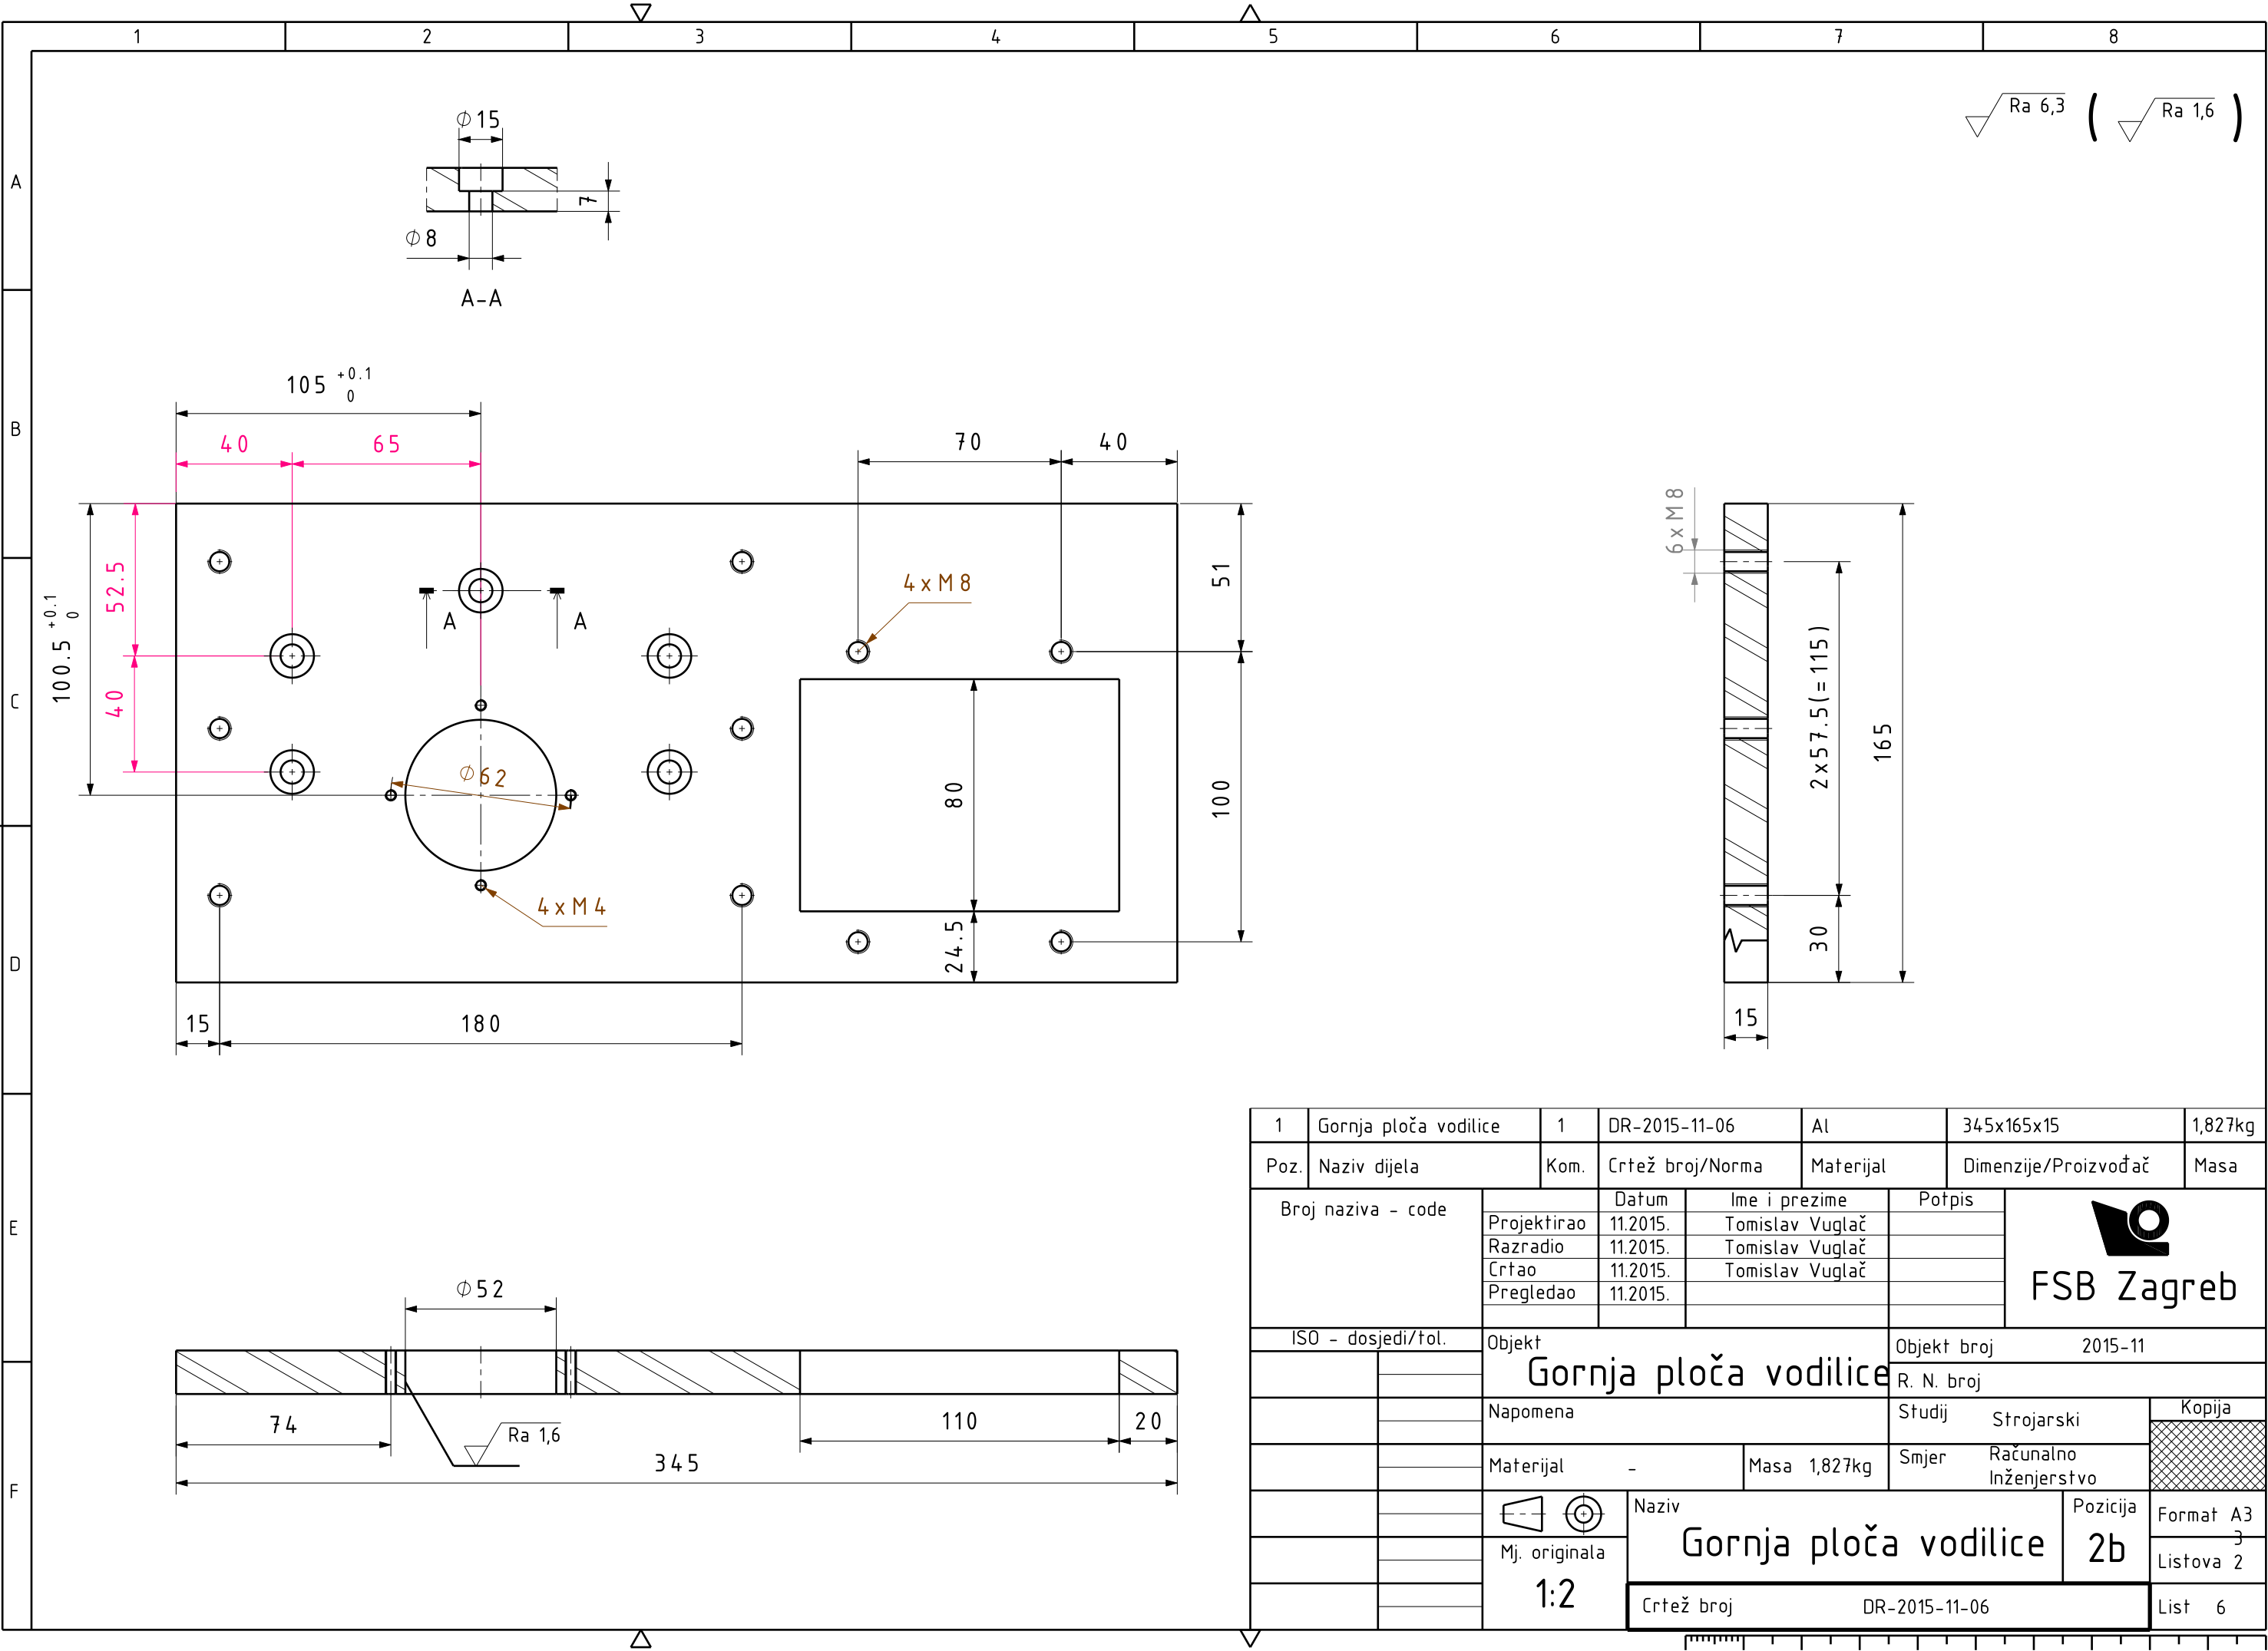 1 2 3 4 5 6 7 8
Ra 6,3 ( Ra 1,6 )
A
B
C
D
E
F
Ø15
7
Ø8
A-A
105 +0.1 0
40 65
70 40
52.5
100.5 +0.1 0
40
A A
4xM8
51
100
Ø62
80
4xM4
24.5
15 180
6xM8
2x57.5(=115)
165
30
15
Ø52
74
Ra 1,6
110 20
345
1 Gornja ploča vodilice 1 DR-2015-11-06 Al 345x165x15 1,827kg
Poz. Naziv dijela Kom. Crtež broj/Norma Materijal Dimenzije/Proizvođač Masa
Broj naziva - code
Datum Ime i prezime Potpis
Projektirao 11.2015. Tomislav Vuglač
Razradio 11.2015. Tomislav Vuglač
Crtao 11.2015. Tomislav Vuglač
Pregledao 11.2015.
FSB Zagreb
ISO - dosjedi/tol.
Objekt
Gornja ploča vodilice
Objekt broj 2015-11
R. N. broj
Napomena
Studij Strojarski
Kopija
Materijal -
Masa 1,827kg
Smjer Računalno
Inženjerstvo
Naziv
Gornja ploča vodilice
Pozicija
2b
Format A3
3
Listova 2
Mj. originala
1:2
Crtež broj DR-2015-11-06
List 6